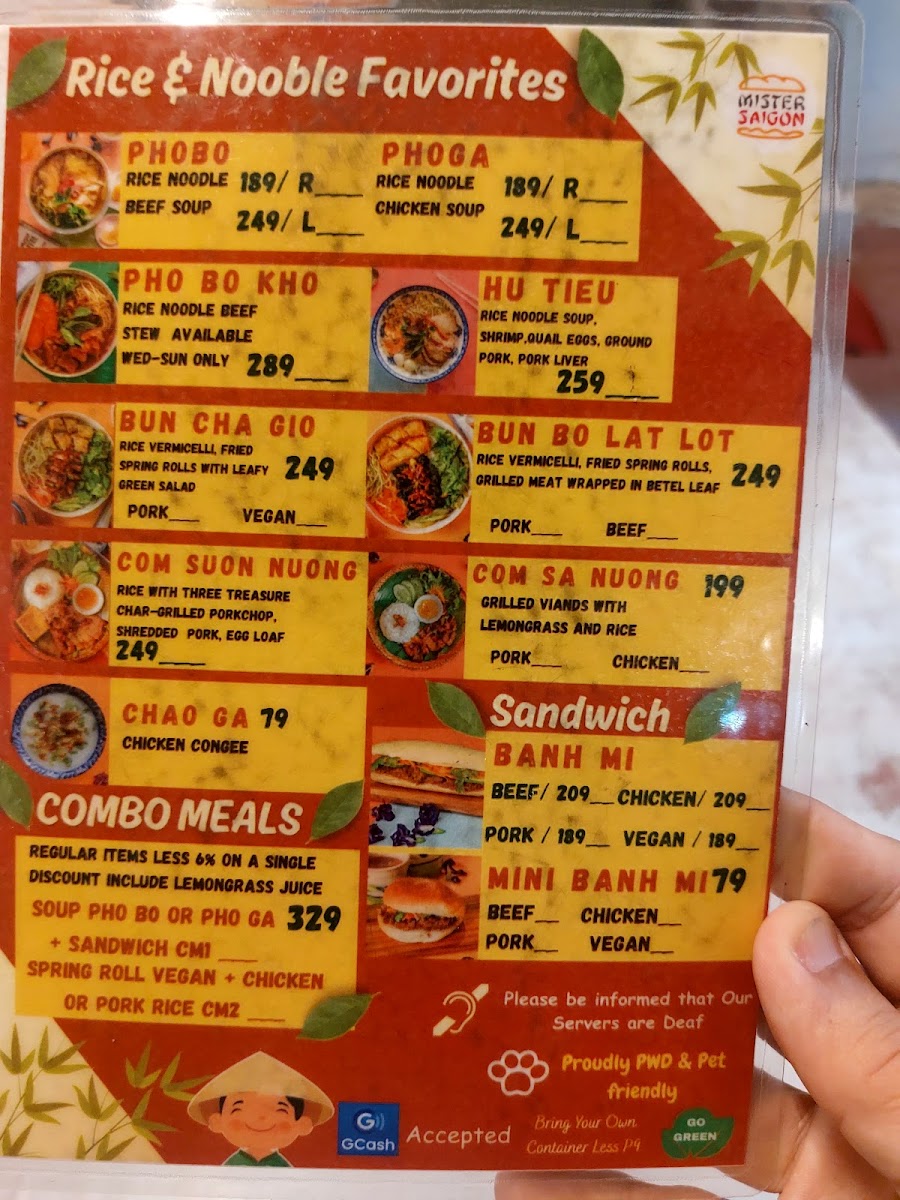 Rice & Nooble Favorites
MISTER
SAIGON
PHOBO
RICE NOODLE 189/ R___
BEEF SOUP
249/ L___
PHOGA
RICE NOODLE 189/ R___
CHICKEN SOUP
249/ L___
PHO BO KHO
RICE NOODLE BEEF
STEW AVAILABLE
WED-SUN ONLY 289___
HU TIEU
RICE NOODLE SOUP,
SHRIMP,QUAIL EGGS, GROUND
PORK, PORK LIVER
259___
BUN CHA GIO
RICE VERMICELLI, FRIED
SPRING ROLLS WITH LEAFY 249
GREEN SALAD
PORK___ VEGAN___
BUN BO LAT LOT
RICE VERMICELLI, FRIED SPRING ROLLS, 249
GRILLED MEAT WRAPPED IN BETEL LEAF
PORK___ BEEF___
COM SUON NUONG
RICE WITH THREE TREASURE
CHAR-GRILLED PORKCHOP,
SHREDDED PORK, EGG LOAF
249___
COM SA NUONG 199
GRILLED VIANDS WITH
LEMONGRASS AND RICE
PORK___ CHICKEN___
CHAO GA 79
CHICKEN CONGEE
Sandwich
BANH MI
BEEF/ 209__ CHICKEN/ 209__
PORK / 189__ VEGAN / 189__
MINI BANH MI 79
BEEF__ CHICKEN__
PORK__ VEGAN__
COMBO MEALS
REGULAR ITEMS LESS 6% ON A SINGLE
DISCOUNT INCLUDE LEMONGRASS JUICE
SOUP PHO BO OR PHO GA 329
+ SANDWICH CM1 ___
SPRING ROLL VEGAN + CHICKEN
OR PORK RICE CM2 ___
Please be informed that Our
Servers are Deaf
Proudly PWD & Pet
friendly
G
GCash
Accepted
Bring Your Own
Container Less P9
GO
GREEN